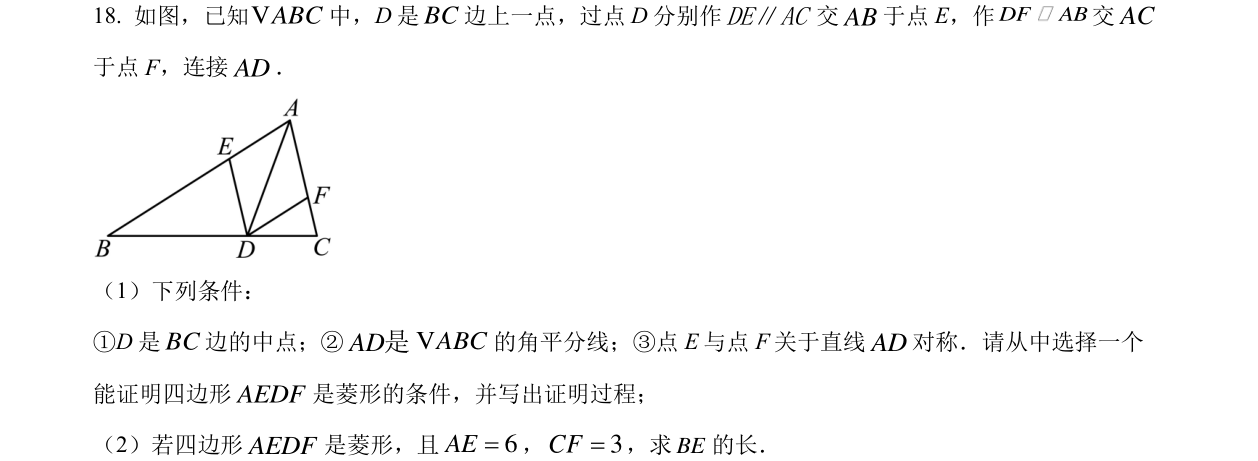 18. 如图，已知VABC中，D是BC边上一点，过点D分别作DE∥AC交AB于点E，作DF □ AB交AC
于点F，连接AD．
A
E
F
B
D
C
（1）下列条件：
①D是BC边的中点；②AD是VABC的角平分线；③点E与点F关于直线AD对称．请从中选择一个
能证明四边形AEDF是菱形的条件，并写出证明过程；
（2）若四边形AEDF是菱形，且AE=6，CF=3，求BE的长．